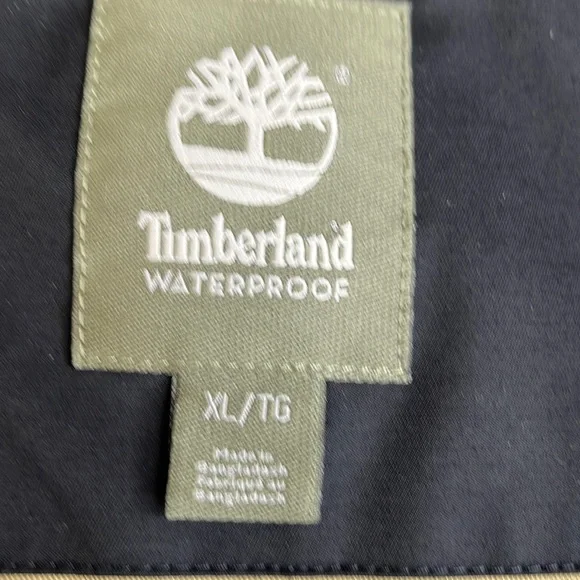 Timberland®
WATERPROOF
XL/TG
Made in
Bangladesh
Fabriqué au
Bangladesh